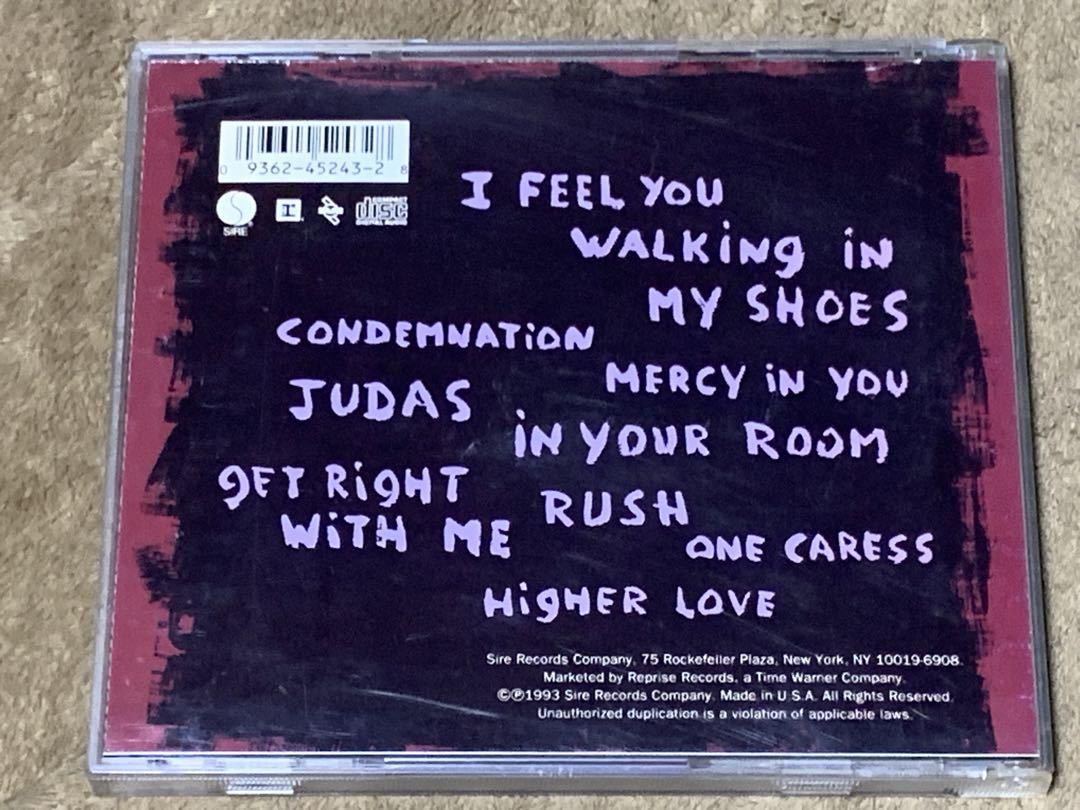 0 9362-45243-2 8
SIRE
COMPACT
disc
DIGITAL AUDIO
I FEEL YOU
WALKiNg iN
MY SHOES
CONDEMNATiON
MERCY iN YOU
JUDAS
iN YOUR ROOM
gET RigHT
WiTH ME
RUSH
ONE CARESS
HigHER LOVE
Sire Records Company, 75 Rockefeller Plaza, New York, NY 10019-6908.
Marketed by Reprise Records, a Time Warner Company.
©℗1993 Sire Records Company. Made in U.S.A. All Rights Reserved.
Unauthorized duplication is a violation of applicable laws.